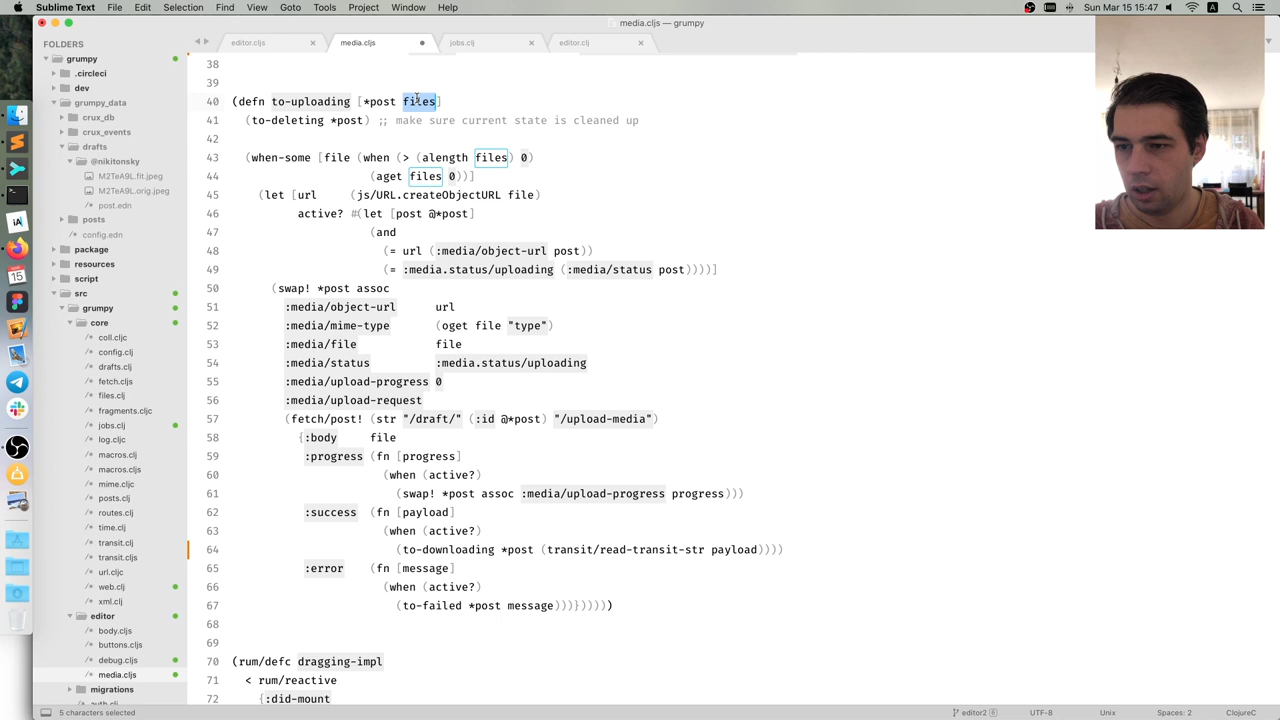 Sublime Text File Edit Selection Find View Goto Tools Project Window Help
Sun 15 Mar 15:47
media.cljs — grumpy
FOLDERS
grumpy
.circleci
dev
grumpy_data
crux_db
crux_events
drafts
@nikitonsky
M2TeA9L.fit.jpeg
M2TeA9L.orig.jpeg
post.edn
posts
config.edn
package
resources
script
src
grumpy
core
coll.cljc
config.clj
drafts.clj
fetch.cljs
files.clj
fragments.cljc
jobs.clj
log.cljc
macros.clj
macros.cljs
mime.cljc
posts.clj
routes.clj
time.clj
transit.clj
transit.cljs
url.cljc
web.clj
xml.clj
editor
body.cljs
buttons.cljs
debug.cljs
media.cljs
migrations
auth.clj
editor.cljs media.cljs jobs.clj editor.clj
38
39
40 (defn to-uploading [*post files]
41 (to-deleting *post) ;; make sure current state is cleaned up
42
43 (when-some [file (when (> (alength files) 0)
44 (aget files 0))]
45 (let [url (js/URL.createObjectURL file)
46 active? #(let [post @*post]
47 (and
48 (= url (:media/object-url post))
49 (= :media.status/uploading (:media/status post))))]
50 (swap! *post assoc
51 :media/object-url url
52 :media/mime-type (oget file "type")
53 :media/file file
54 :media/status :media.status/uploading
55 :media/upload-progress 0
56 :media/upload-request
57 (fetch/post! (str "/draft/" (:id @*post) "/upload-media")
58 {:body file
59 :progress (fn [progress]
60 (when (active?)
61 (swap! *post assoc :media/upload-progress progress)))
62 :success (fn [payload]
63 (when (active?)
64 (to-downloading *post (transit/read-transit-str payload))))
65 :error (fn [message]
66 (when (active?)
67 (to-failed *post message)))})))))
68
69
70 (rum/defc dragging-impl
71 < rum/reactive
72 {:did-mount
5 characters selected
editor2 6 UTF-8 Unix Spaces: 2 ClojureC